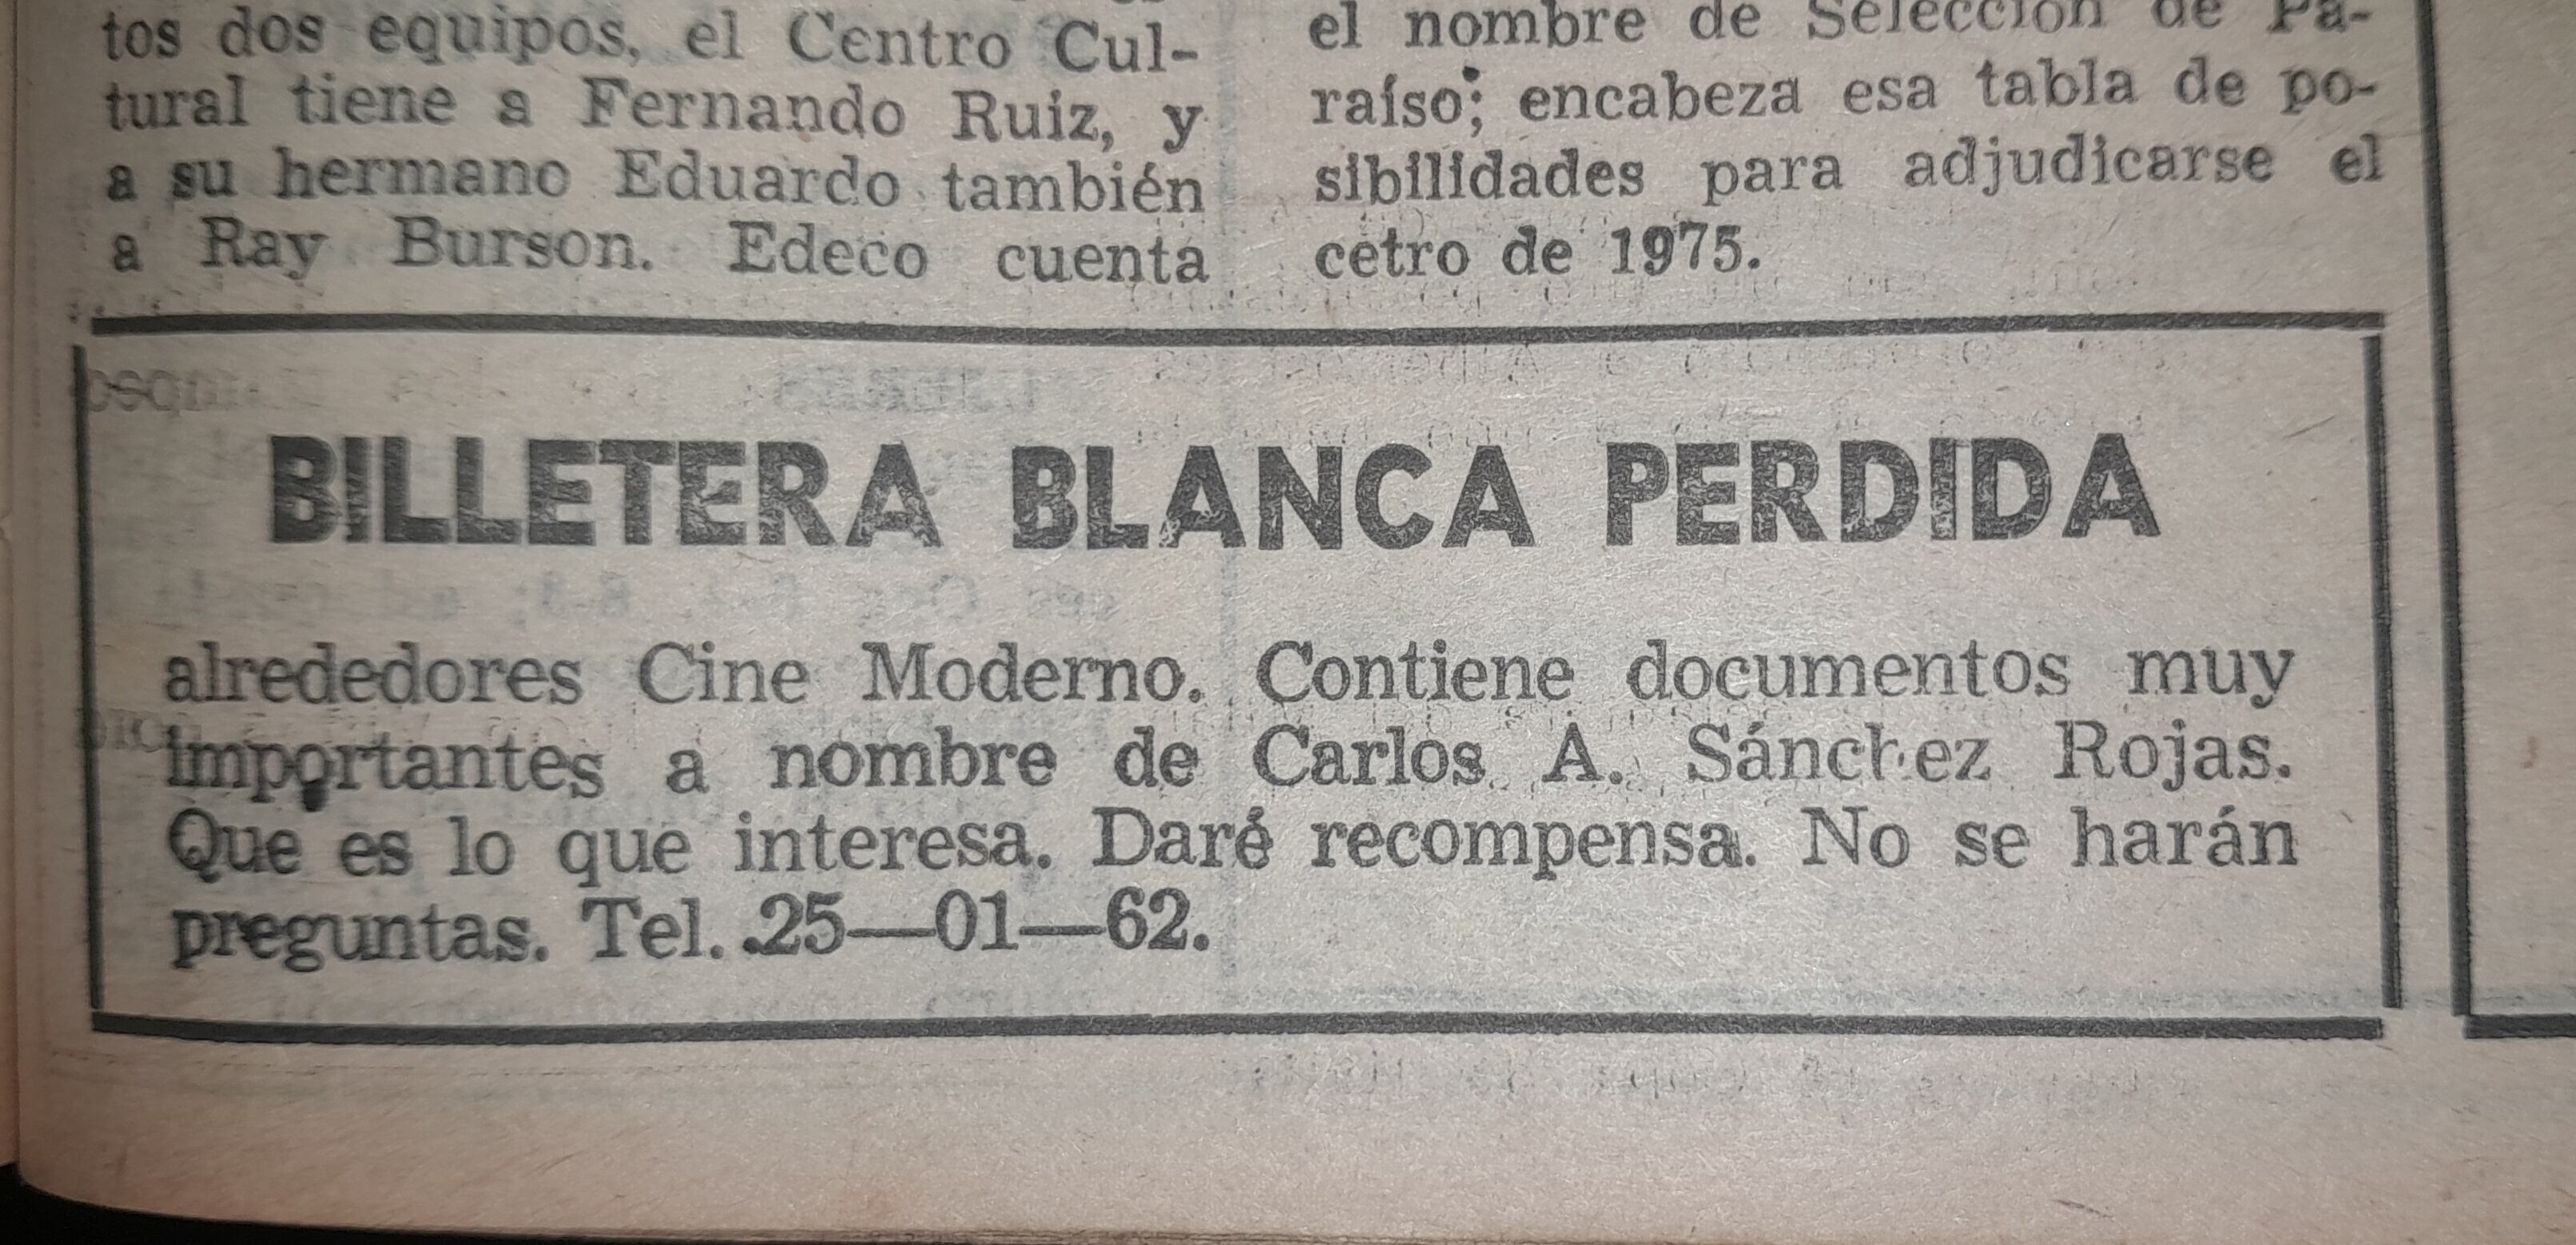 tos dos equipos, el Centro Cul-
tural tiene a Fernando Ruíz, y
a su hermano Eduardo también
a Ray Burson. Edeco cuenta
el nombre de Selección de Pa-
raíso; encabeza esa tabla de po-
sibilidades para adjudicarse el
cetro de 1975.
BILLETERA BLANCA PERDIDA
alrededores Cine Moderno. Contiene documentos muy
importantes a nombre de Carlos A. Sánchez Rojas.
Que es lo que interesa. Daré recompensa. No se harán
preguntas. Tel. 25—01—62.